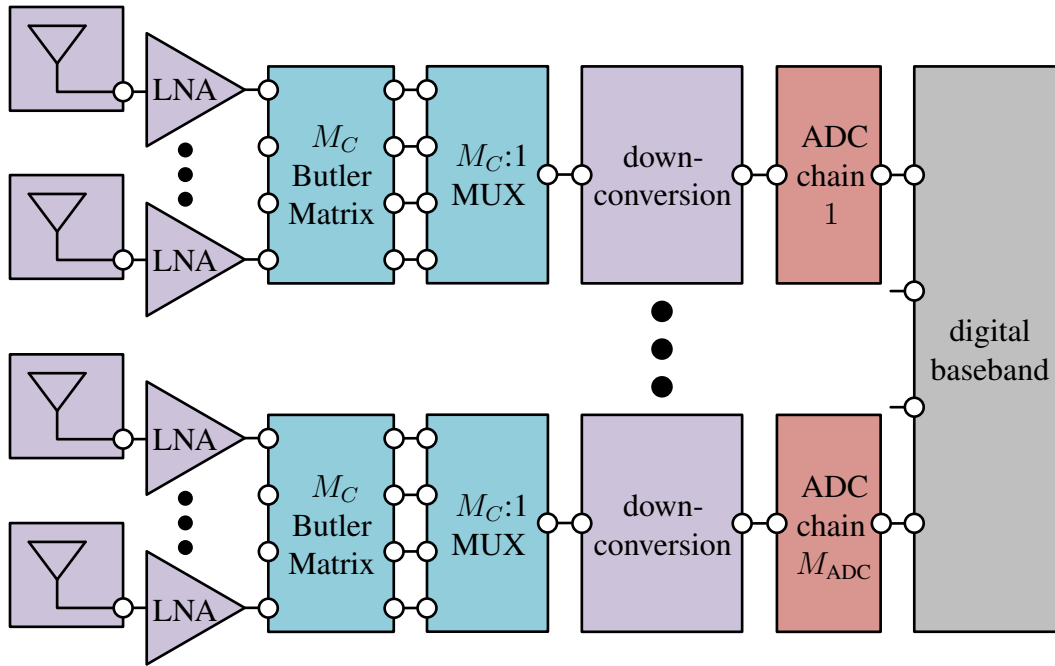 LNA
LNA
M_C
Butler
Matrix
M_C:1
MUX
down-
conversion
ADC
chain
1
digital
baseband
LNA
LNA
M_C
Butler
Matrix
M_C:1
MUX
down-
conversion
ADC
chain
M_ADC